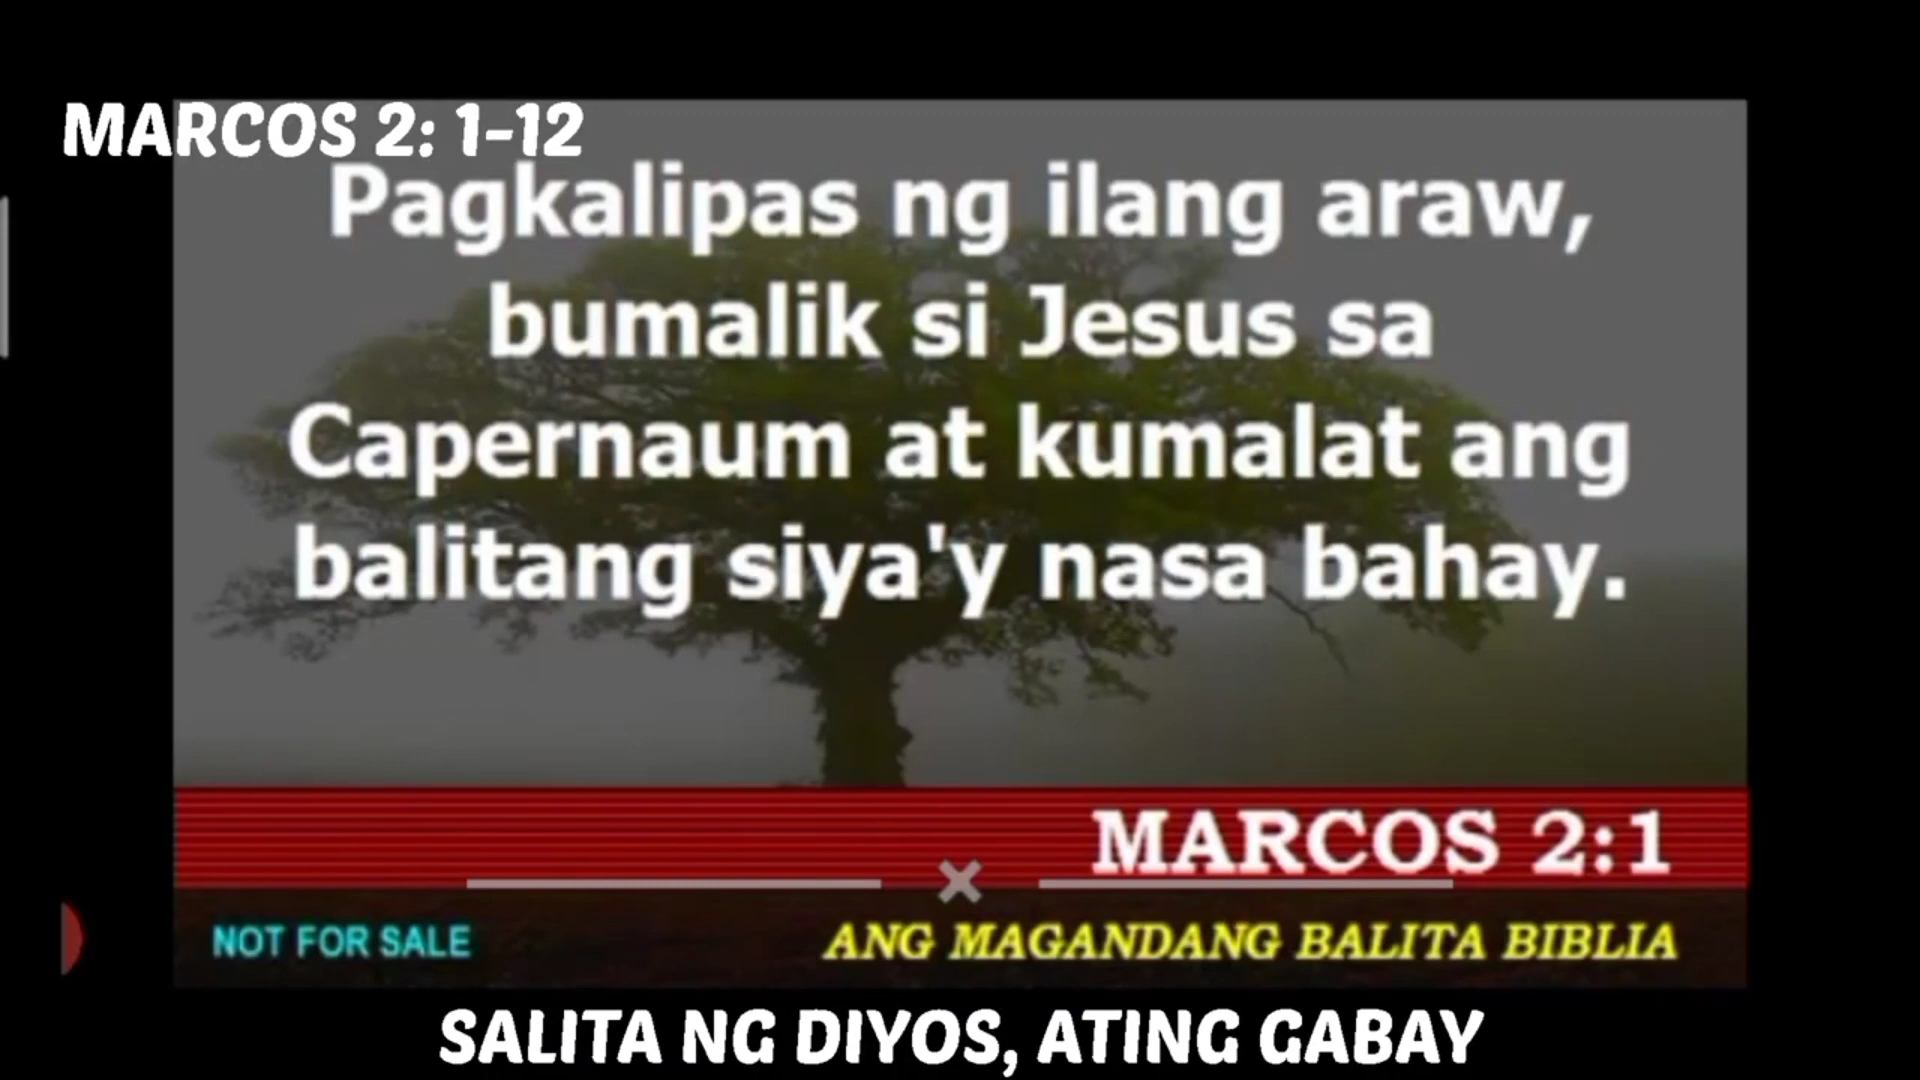 MARCOS 2: 1-12
Pagkalipas ng ilang araw,
bumalik si Jesus sa
Capernaum at kumalat ang
balitang siya'y nasa bahay.
MARCOS 2:1
NOT FOR SALE
ANG MAGANDANG BALITA BIBLIA
SALITA NG DIYOS, ATING GABAY